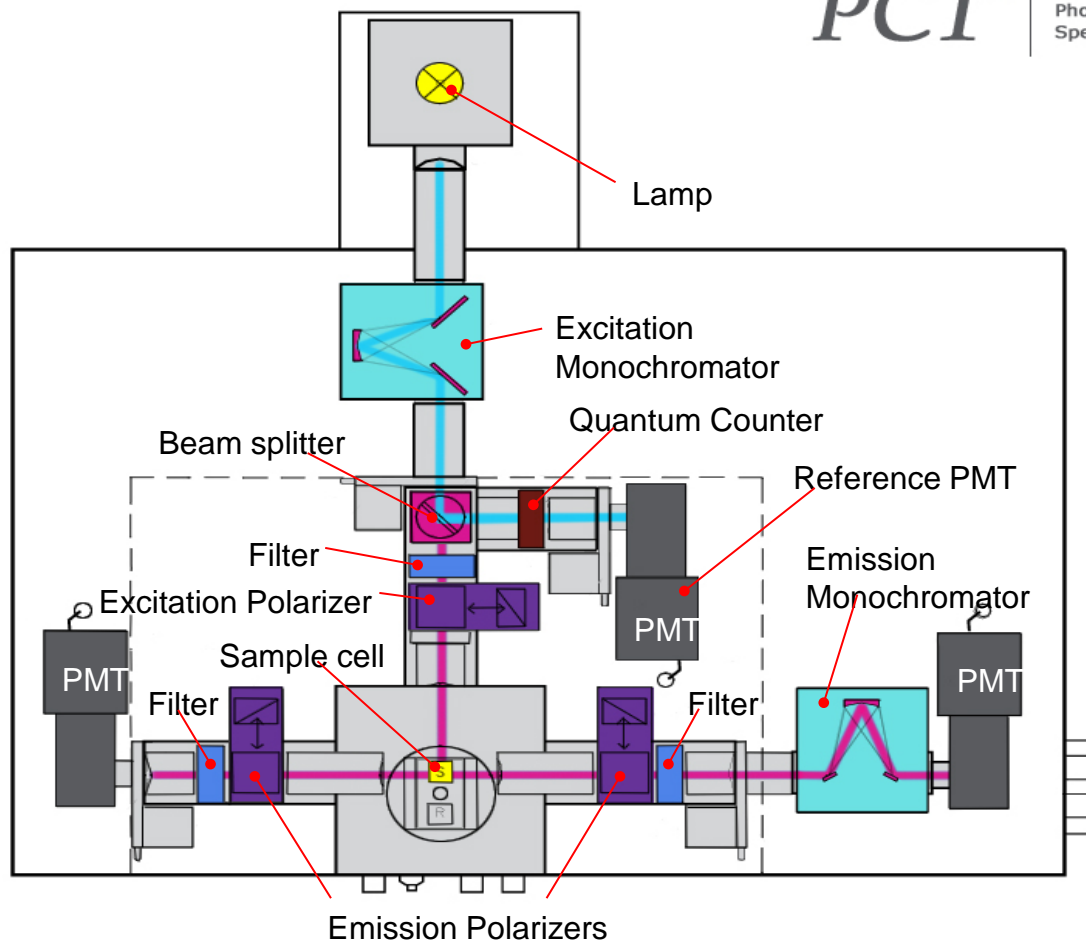 PCT
Lamp
Excitation
Monochromator
Quantum Counter
Beam splitter
Reference PMT
Filter
Emission
Monochromator
Excitation Polarizer
PMT
Sample cell
PMT
PMT
Filter
Filter
S
R
Emission Polarizers